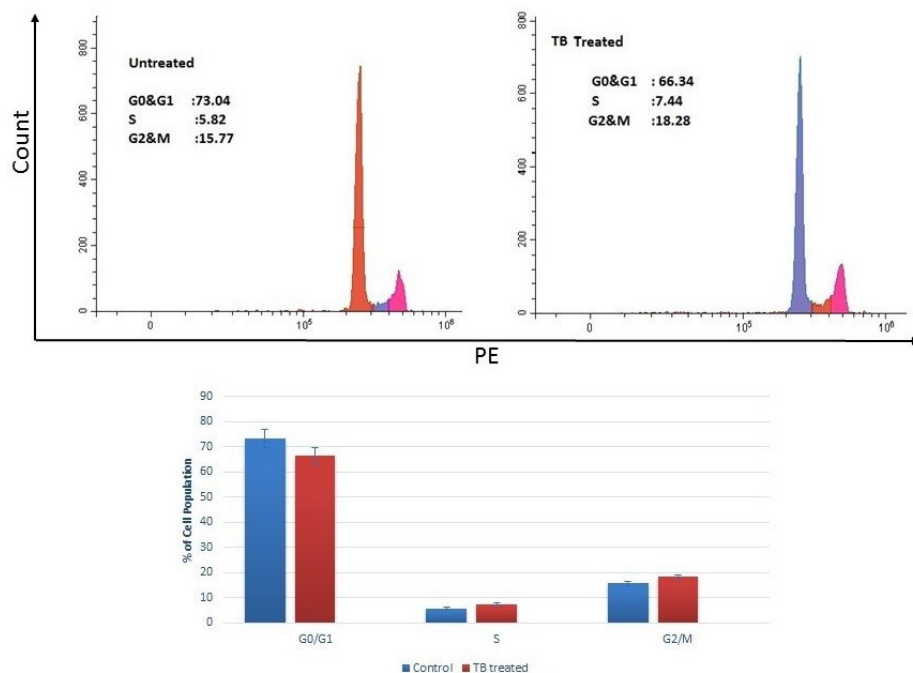 Count
800
600
400
200
0
Untreated
G0&G1 :73.04
S :5.82
G2&M :15.77
0
10⁵
10⁶
800
600
400
200
0
TB Treated
G0&G1 : 66.34
S :7.44
G2&M :18.28
0
10⁵
10⁶
PE
% of Cell Population
90
80
70
60
50
40
30
20
10
0
G0/G1
S
G2/M
Control
TB treated